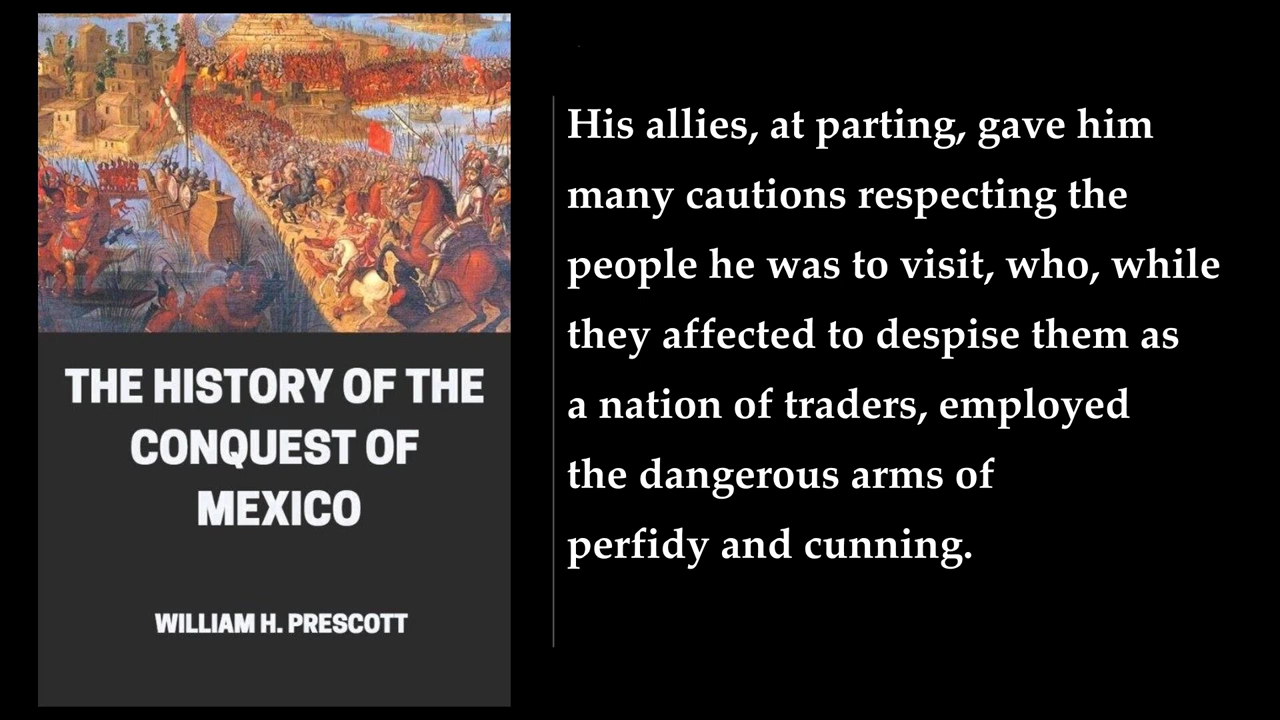 THE HISTORY OF THE
CONQUEST OF
MEXICO
WILLIAM H. PRESCOTT
His allies, at parting, gave him
many cautions respecting the
people he was to visit, who, while
they affected to despise them as
a nation of traders, employed
the dangerous arms of
perfidy and cunning.